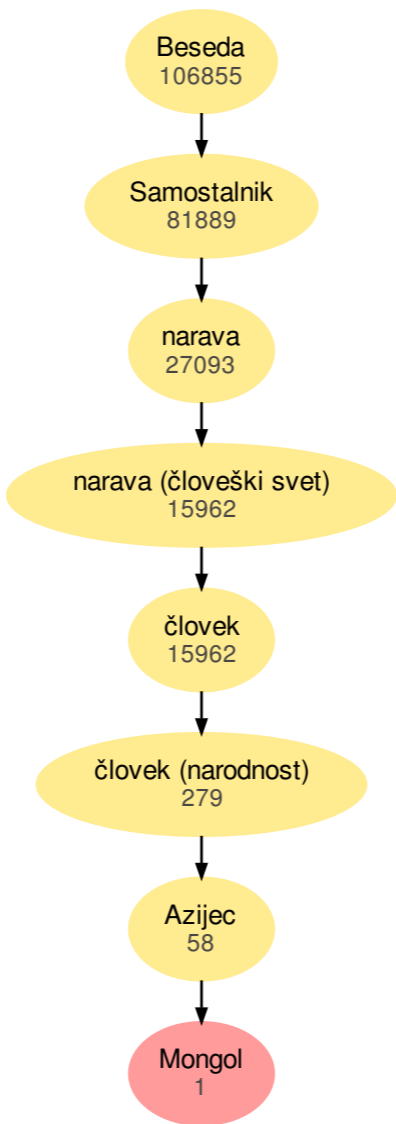 Beseda
106855
Samostalnik
81889
narava
27093
narava (človeški svet)
15962
človek
15962
človek (narodnost)
279
Azijec
58
Mongol
1